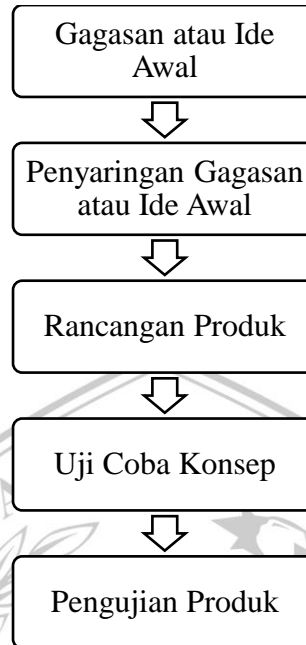 Gagasan atau Ide
Awal
Penyaringan Gagasan
atau Ide Awal
Rancangan Produk
Uji Coba Konsep
Pengujian Produk